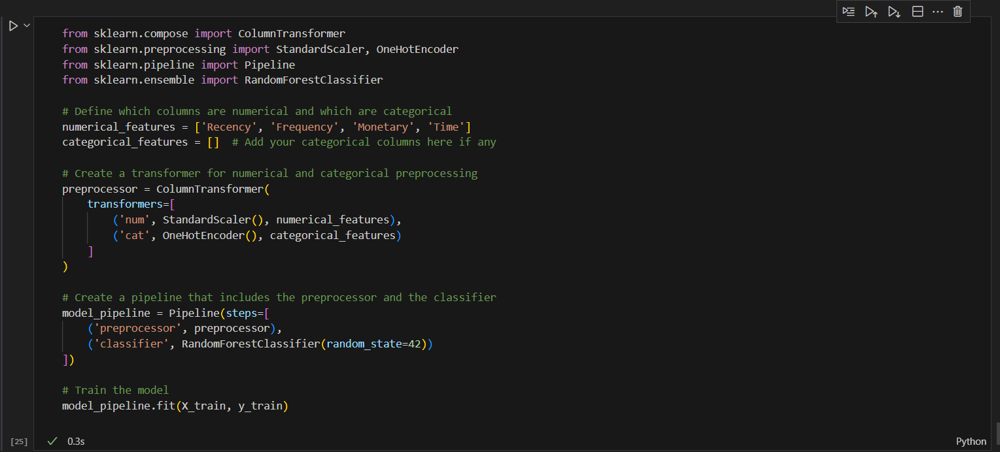 from sklearn.compose import ColumnTransformer
from sklearn.preprocessing import StandardScaler, OneHotEncoder
from sklearn.pipeline import Pipeline
from sklearn.ensemble import RandomForestClassifier
# Define which columns are numerical and which are categorical
numerical_features = ['Recency', 'Frequency', 'Monetary', 'Time']
categorical_features = []  # Add your categorical columns here if any
# Create a transformer for numerical and categorical preprocessing
preprocessor = ColumnTransformer(
    transformers=[
        ('num', StandardScaler(), numerical_features),
        ('cat', OneHotEncoder(), categorical_features)
    ]
)
# Create a pipeline that includes the preprocessor and the classifier
model_pipeline = Pipeline(steps=[
    ('preprocessor', preprocessor),
    ('classifier', RandomForestClassifier(random_state=42))
])
# Train the model
model_pipeline.fit(X_train, y_train)
[25] 0.3s Python